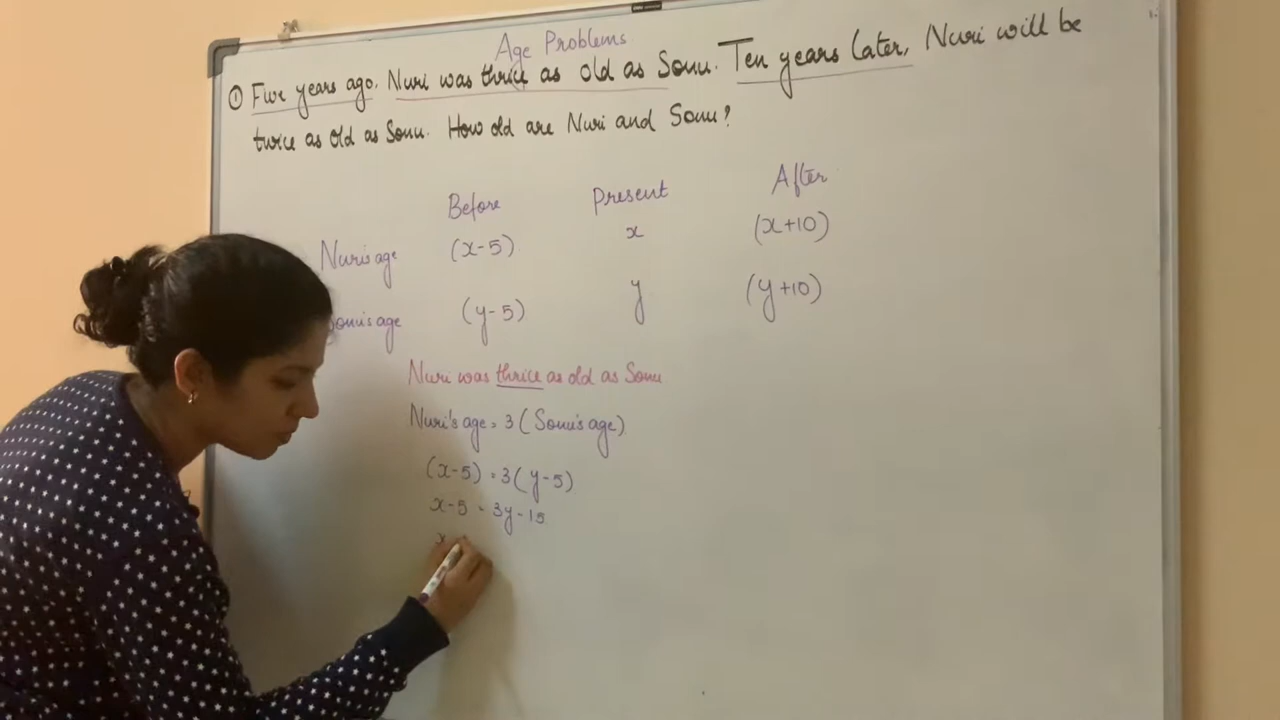 Age Problems
① Five years ago, Nuri was thrice as old as Sonu. Ten years later, Nuri will be
twice as old as Sonu. How old are Nuri and Sonu?
Before Present After
Nuri's age (x-5) x (x+10)
Sonu's age (y-5) y (y+10)
Nuri was thrice as old as Sonu
Nuri's age = 3 (Sonu's age)
(x-5) = 3(y-5)
x-5 = 3y-15
x